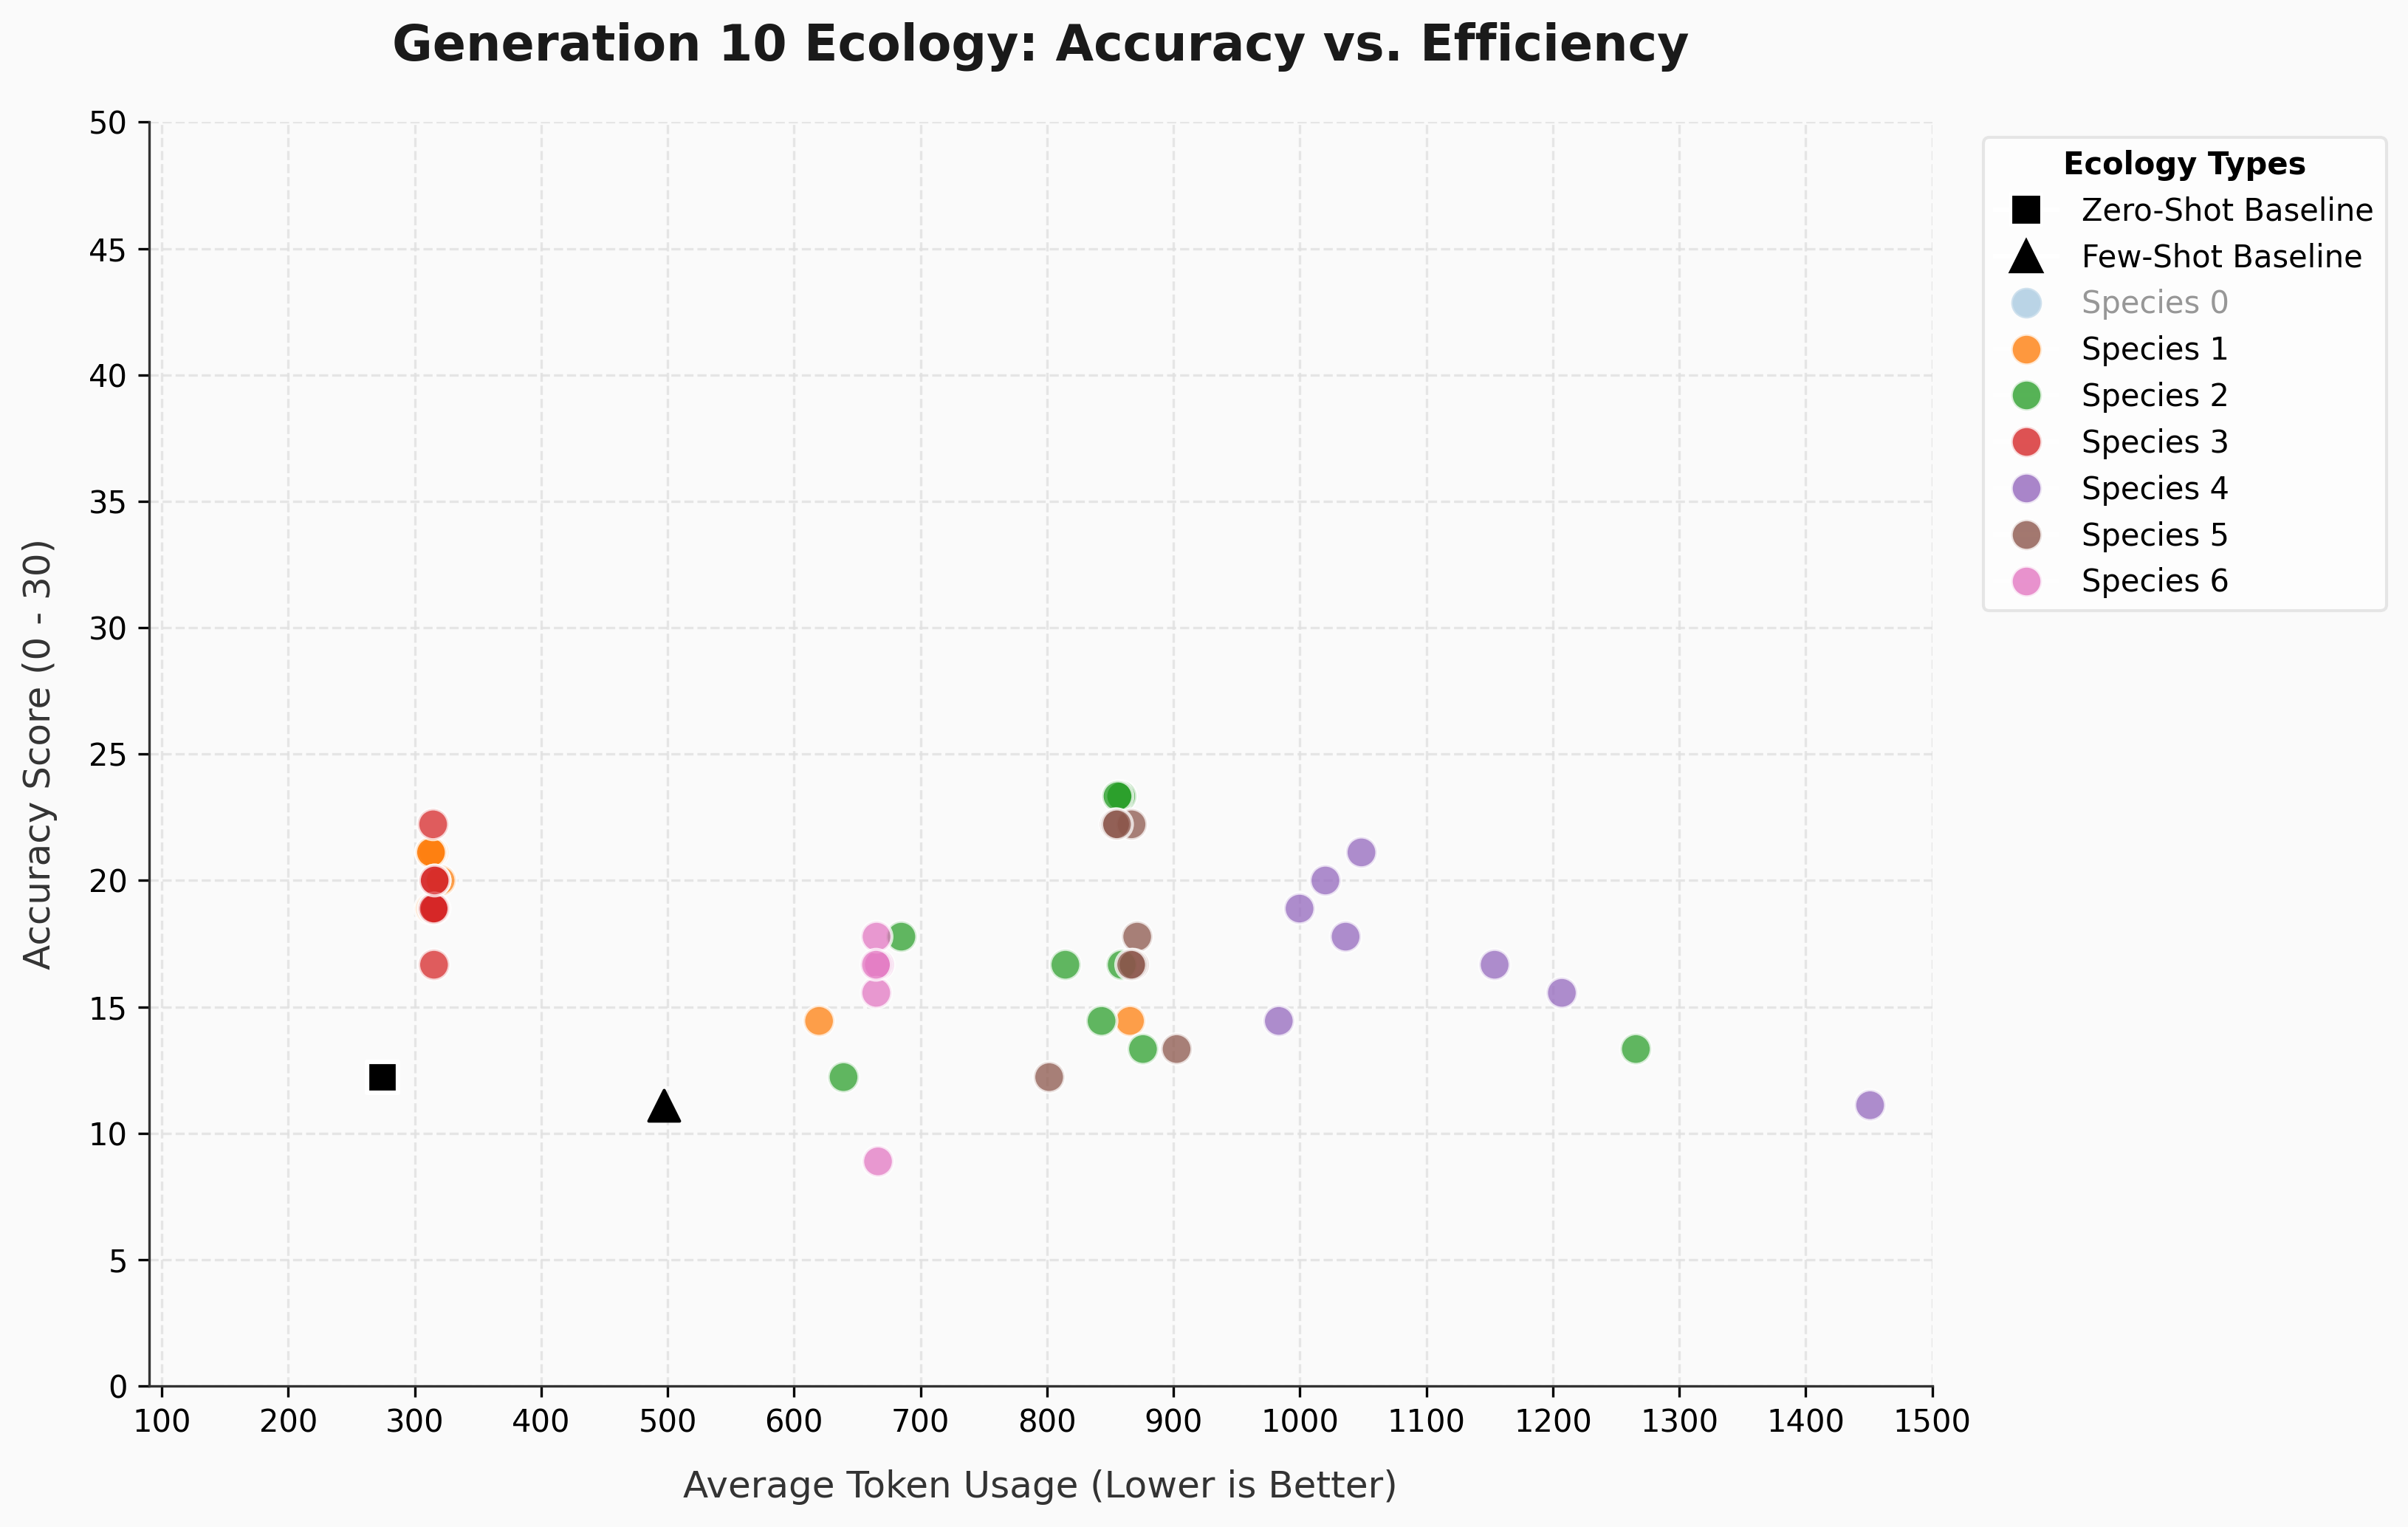 Generation 10 Ecology: Accuracy vs. Efficiency
50
45
40
35
30
25
20
15
10
5
0
Accuracy Score (0 - 30)
100 200 300 400 500 600 700 800 900 1000 1100 1200 1300 1400 1500
Average Token Usage (Lower is Better)
Ecology Types
Zero-Shot Baseline
Few-Shot Baseline
Species 0
Species 1
Species 2
Species 3
Species 4
Species 5
Species 6